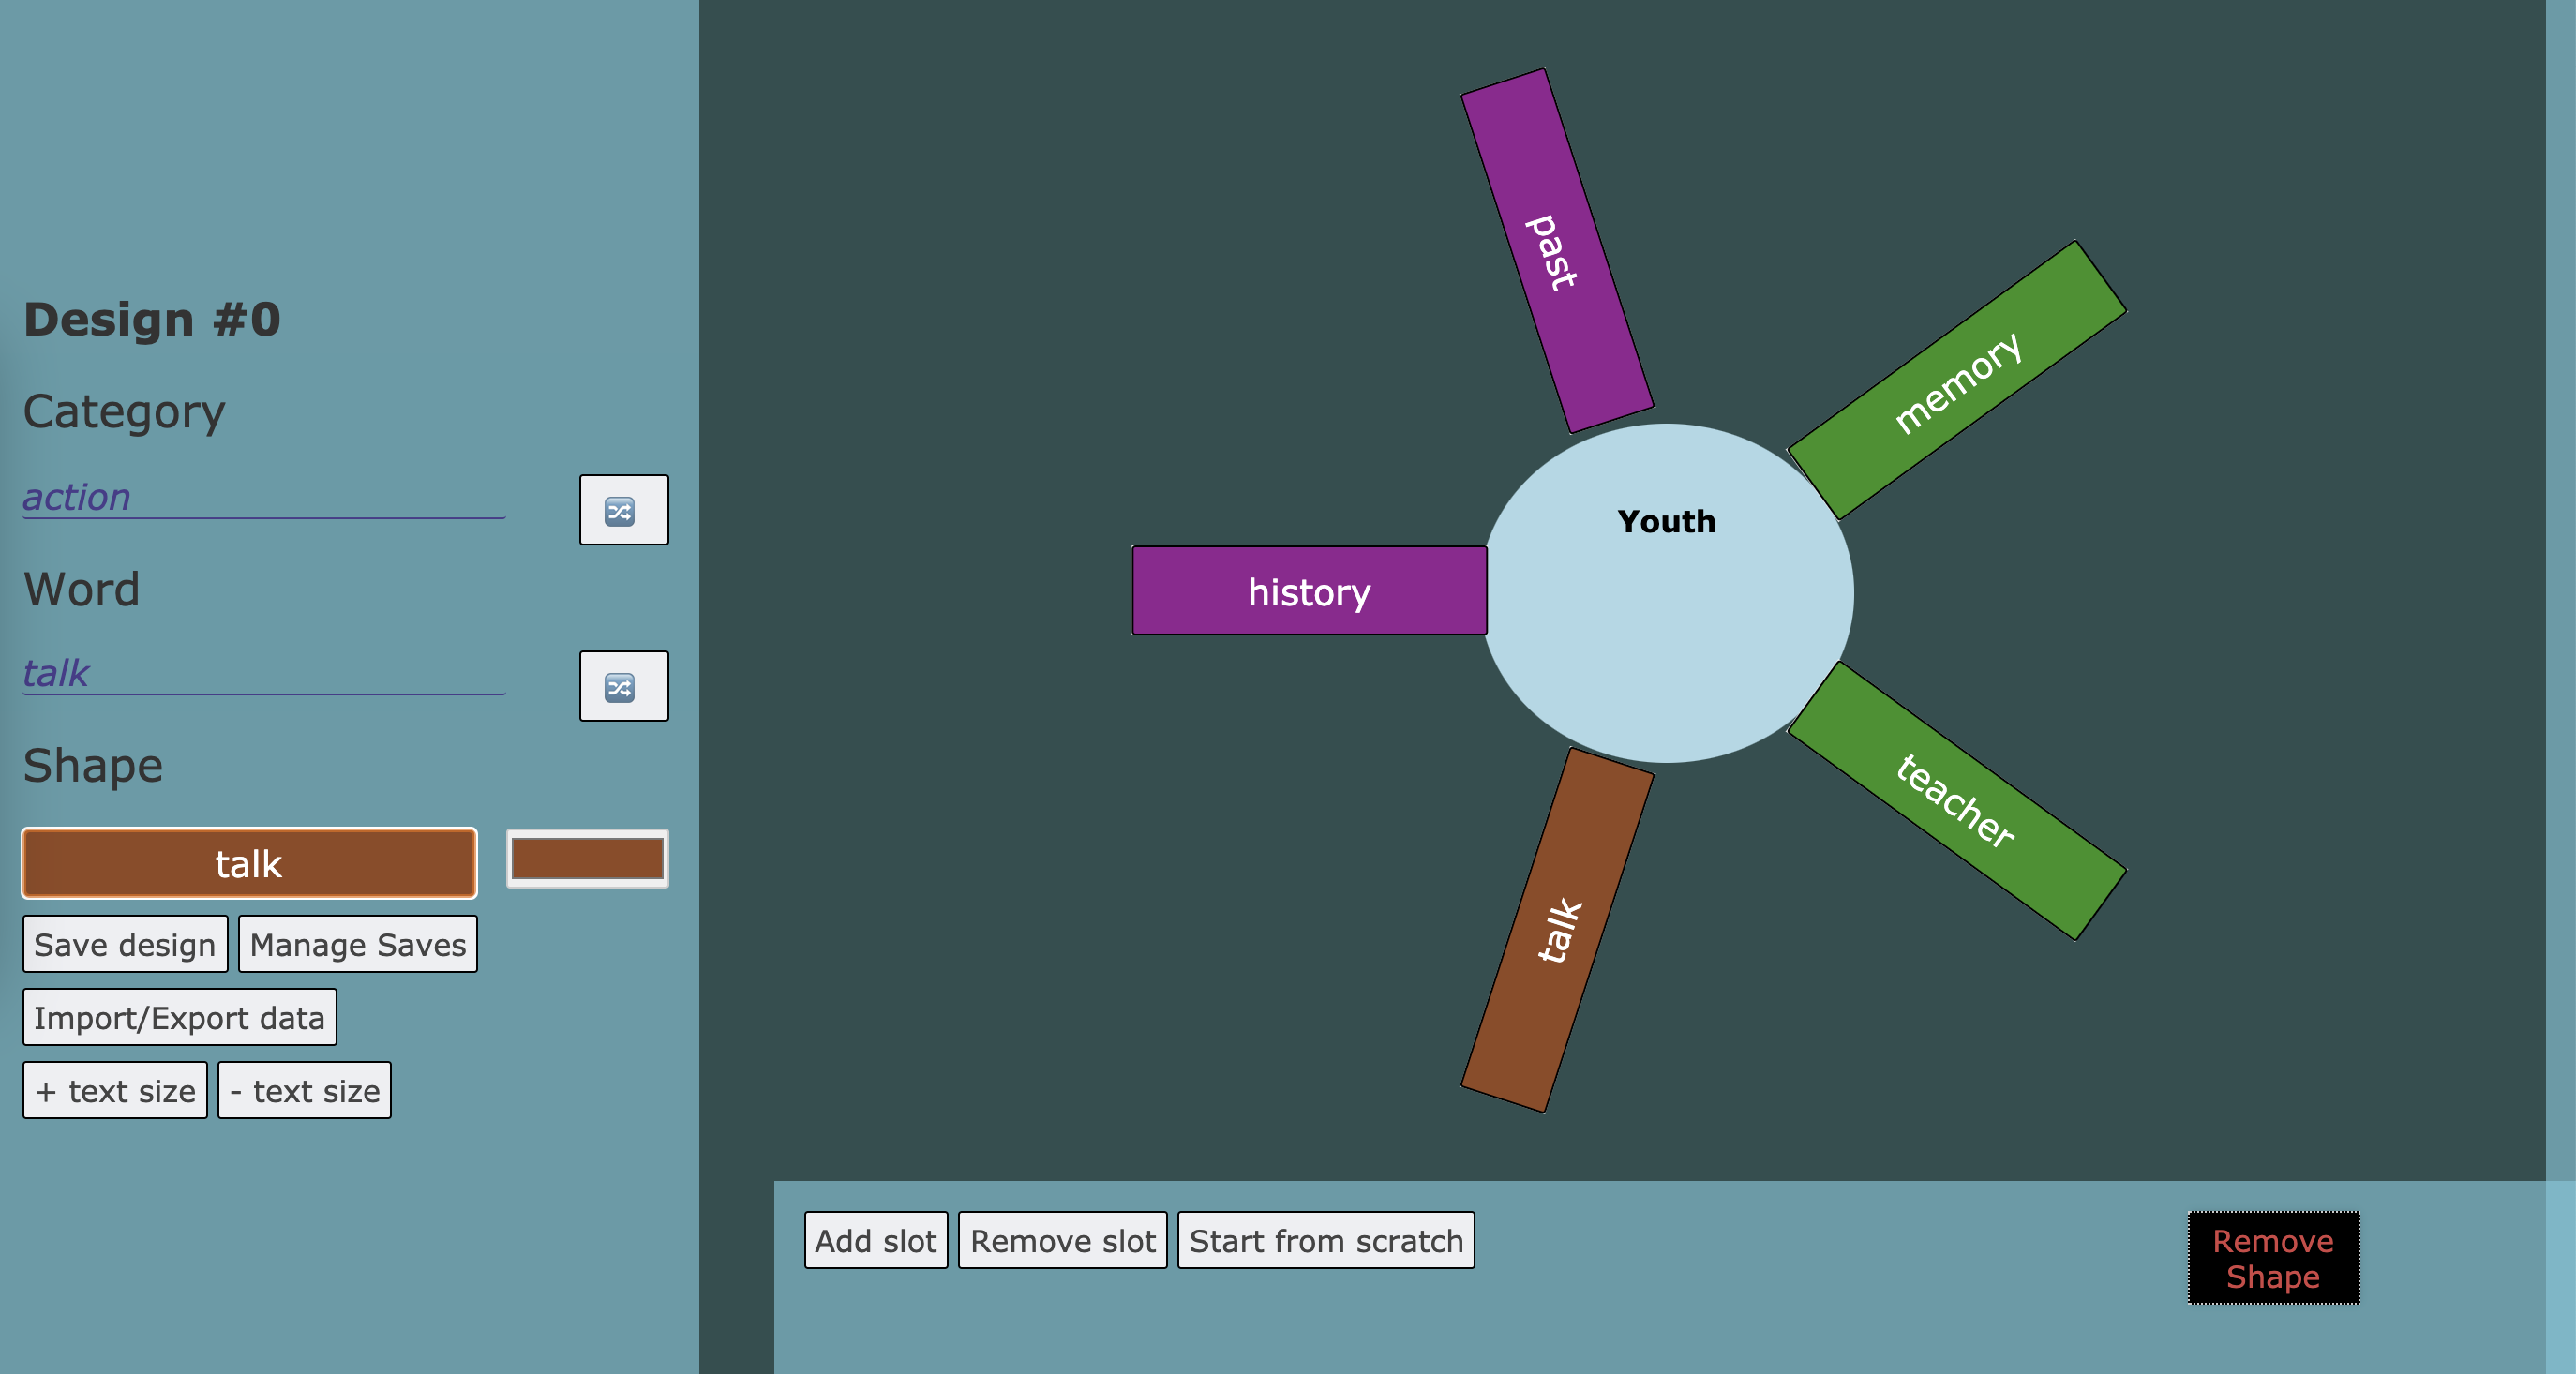 Design #0
Category
action
Word
talk
Shape
talk
Save design
Manage Saves
Import/Export data
+ text size
- text size
past
memory
Youth
history
teacher
talk
Add slot
Remove slot
Start from scratch
Remove
Shape